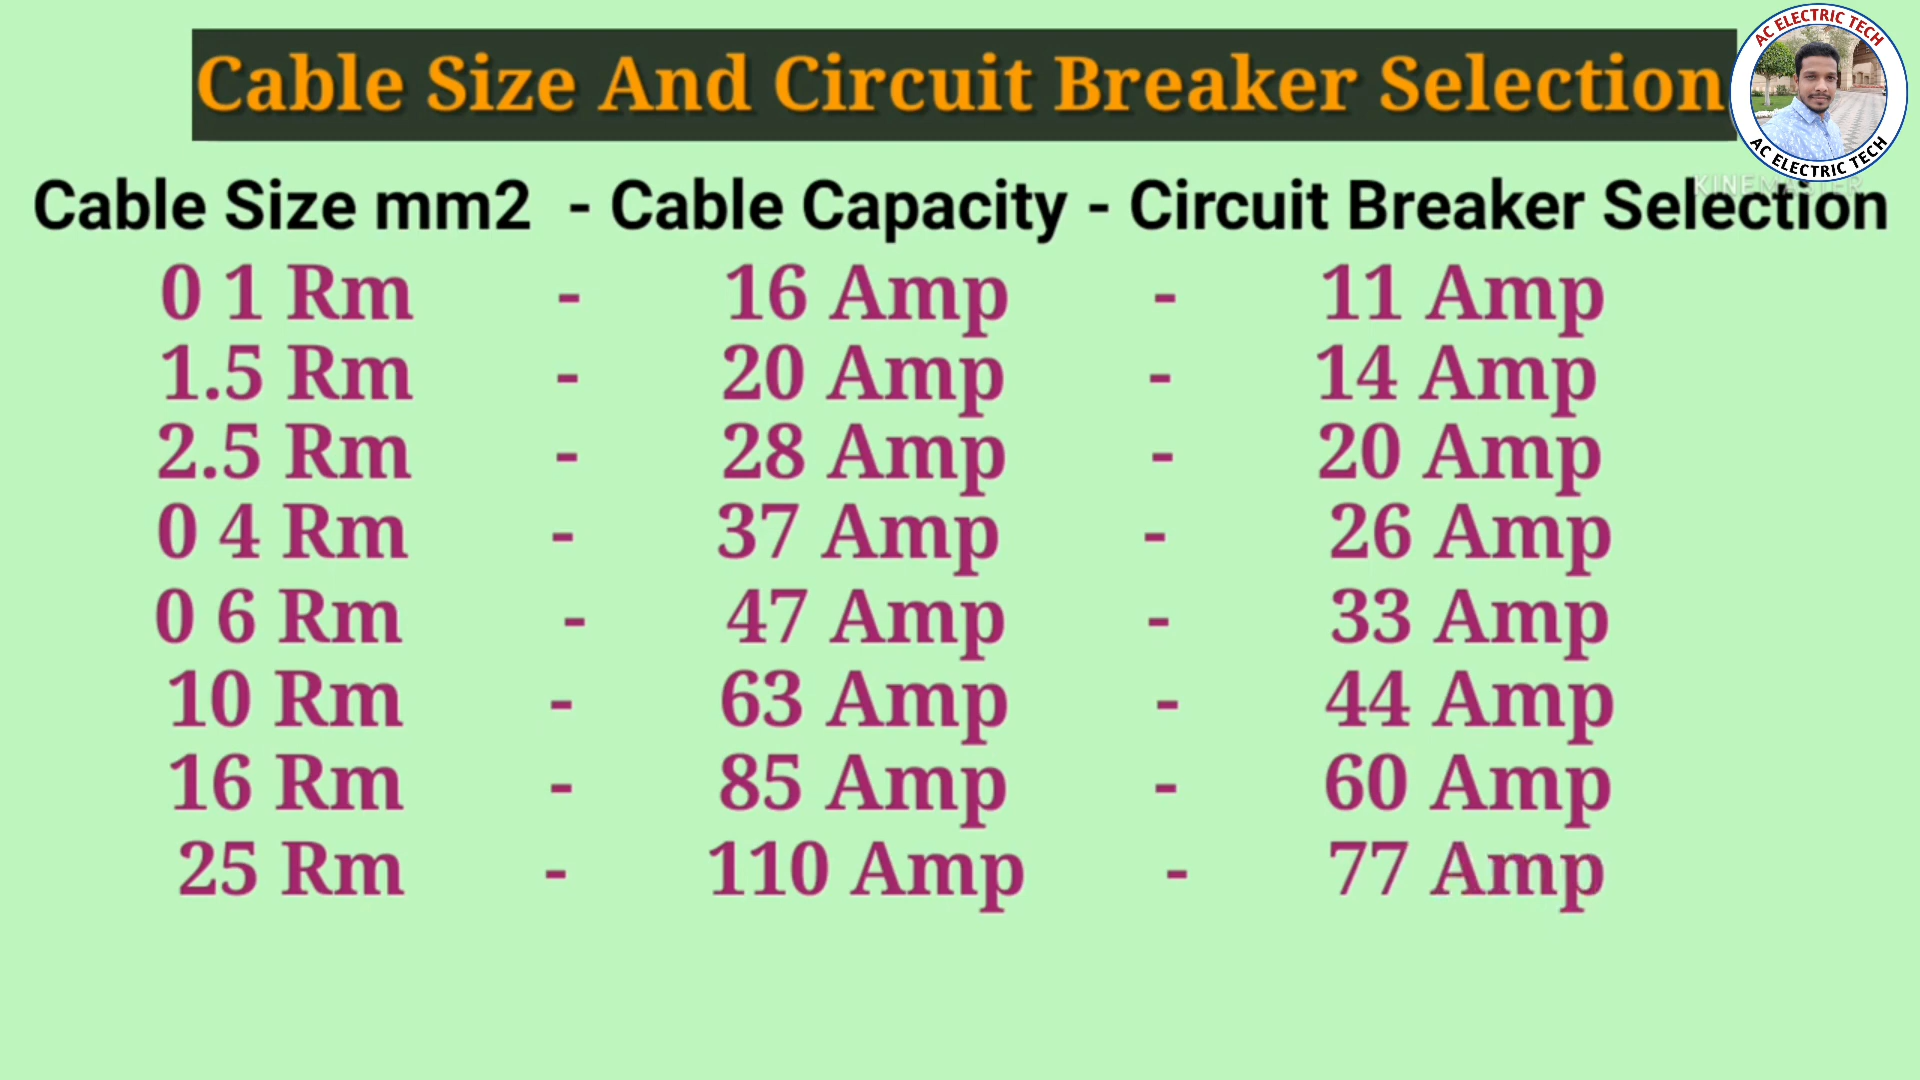 AC ELECTRIC TECH
Cable Size And Circuit Breaker Selection
AC ELECTRIC TECH
KINEMASTER
Cable Size mm2 - Cable Capacity - Circuit Breaker Selection
0 1 Rm - 16 Amp - 11 Amp
1.5 Rm - 20 Amp - 14 Amp
2.5 Rm - 28 Amp - 20 Amp
0 4 Rm - 37 Amp - 26 Amp
0 6 Rm - 47 Amp - 33 Amp
10 Rm - 63 Amp - 44 Amp
16 Rm - 85 Amp - 60 Amp
25 Rm - 110 Amp - 77 Amp